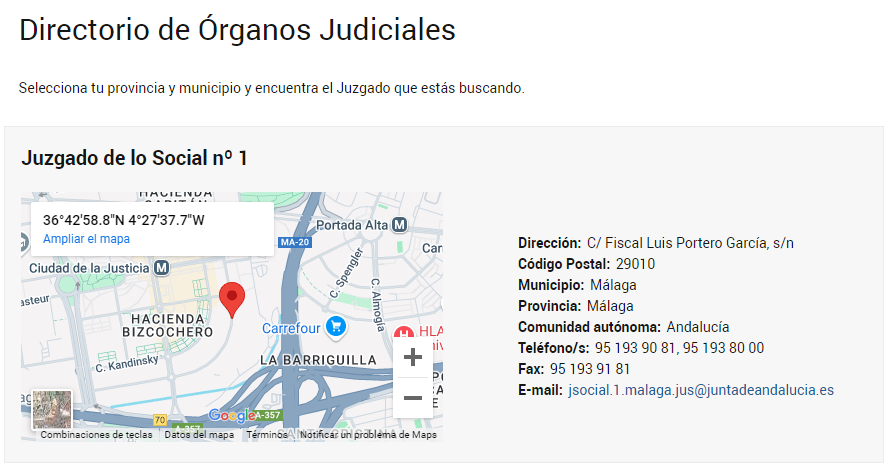 Directorio de Órganos Judiciales
Selecciona tu provincia y municipio y encuentra el Juzgado que estás buscando.
Juzgado de lo Social nº 1
HACIENDA
36°42'58.8"N 4°27'37.7"W
Ampliar el mapa
Portada Alta
MA-20
Can
Ciudad de la Justicia
C. Spengler
C. Almogía
asteur
HACIENDA
BIZCOCHERO
Carrefour
HLA
LA BARRIGUILLA
C. Kandinsky
70
Google
A-357
A-357
Combinaciones de teclas
Datos del mapa
Términos
Notificar un problema de Maps
Dirección: C/ Fiscal Luis Portero García, s/n
Código Postal: 29010
Municipio: Málaga
Provincia: Málaga
Comunidad autónoma: Andalucía
Teléfono/s: 95 193 90 81, 95 193 80 00
Fax: 95 193 91 81
E-mail: jsocial.1.malaga.jus@juntadeandalucia.es